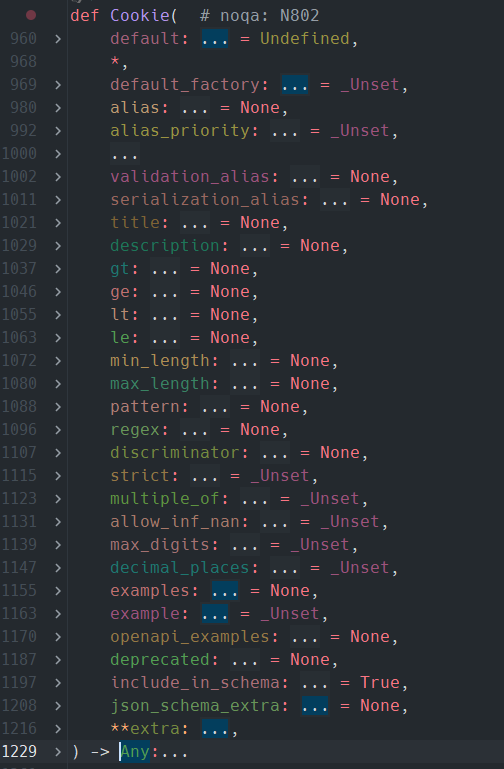 def Cookie(  # noqa: N802
960 > default: ... = Undefined,
968 > *,
969 > default_factory: ... = _Unset,
980 > alias: ... = None,
992 > alias_priority: ... = _Unset,
1000 > ...
1002 > validation_alias: ... = None,
1011 > serialization_alias: ... = None,
1021 > title: ... = None,
1029 > description: ... = None,
1037 > gt: ... = None,
1046 > ge: ... = None,
1055 > lt: ... = None,
1063 > le: ... = None,
1072 > min_length: ... = None,
1080 > max_length: ... = None,
1088 > pattern: ... = None,
1096 > regex: ... = None,
1107 > discriminator: ... = None,
1115 > strict: ... = _Unset,
1123 > multiple_of: ... = _Unset,
1131 > allow_inf_nan: ... = _Unset,
1139 > max_digits: ... = _Unset,
1147 > decimal_places: ... = _Unset,
1155 > examples: ... = None,
1163 > example: ... = _Unset,
1170 > openapi_examples: ... = None,
1187 > deprecated: ... = None,
1197 > include_in_schema: ... = True,
1208 > json_schema_extra: ... = None,
1216 > **extra: ...,
1229 > ) -> Any:...